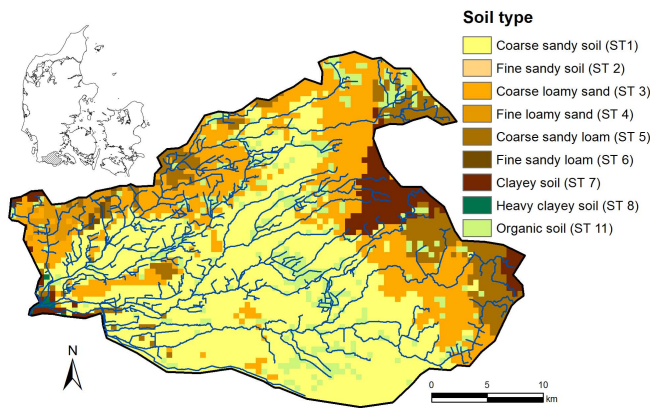 Soil type
Coarse sandy soil (ST1)
Fine sandy soil (ST 2)
Coarse loamy sand (ST 3)
Fine loamy sand (ST 4)
Coarse sandy loam (ST 5)
Fine sandy loam (ST 6)
Clayey soil (ST 7)
Heavy clayey soil (ST 8)
Organic soil (ST 11)
N
0 5 10
km